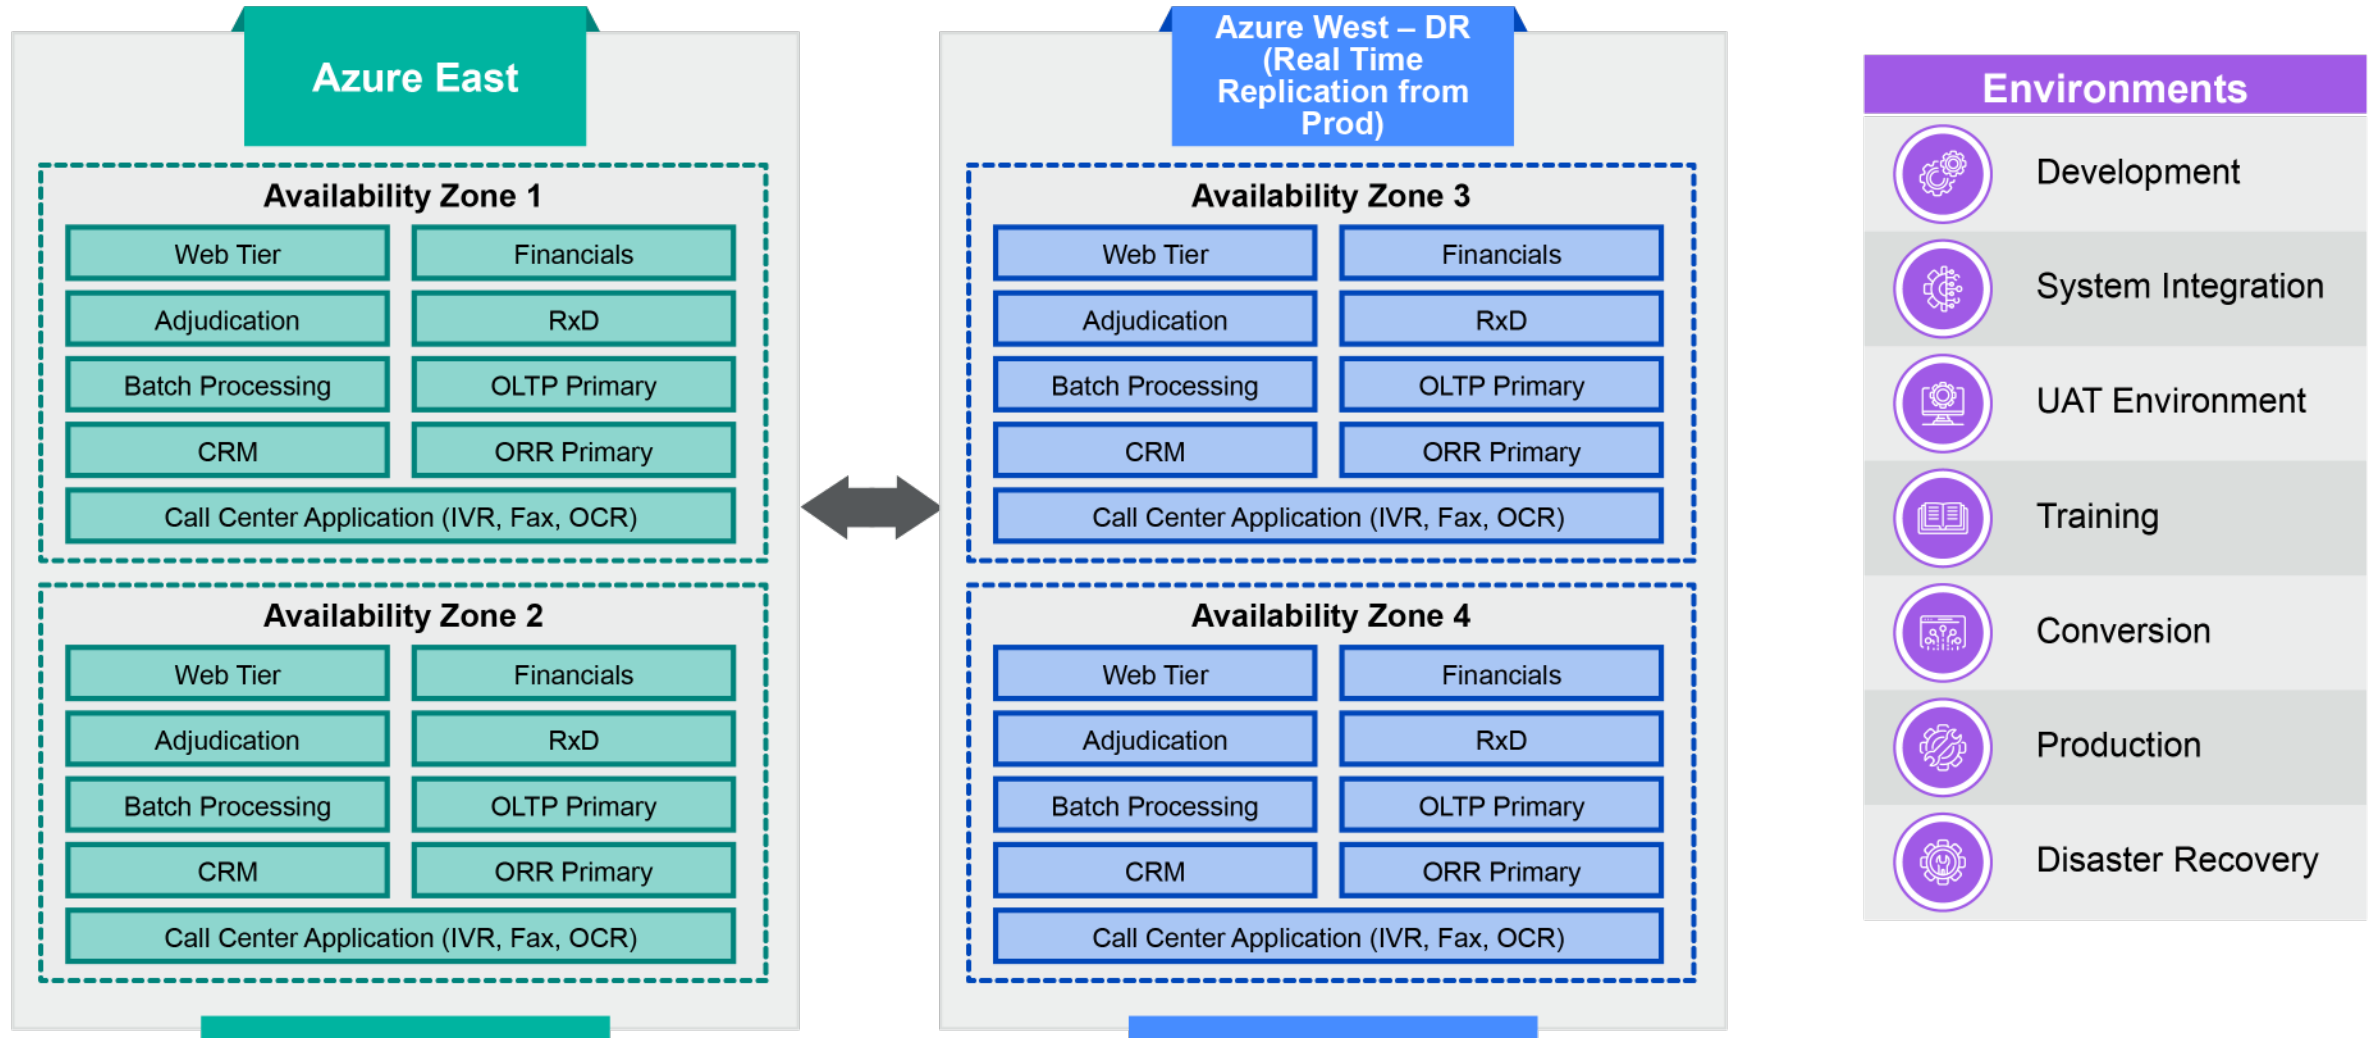 Azure East
Availability Zone 1
Web Tier
Financials
Adjudication
RxD
Batch Processing
OLTP Primary
CRM
ORR Primary
Call Center Application (IVR, Fax, OCR)
Availability Zone 2
Web Tier
Financials
Adjudication
RxD
Batch Processing
OLTP Primary
CRM
ORR Primary
Call Center Application (IVR, Fax, OCR)
Azure West – DR
(Real Time
Replication from
Prod)
Availability Zone 3
Web Tier
Financials
Adjudication
RxD
Batch Processing
OLTP Primary
CRM
ORR Primary
Call Center Application (IVR, Fax, OCR)
Availability Zone 4
Web Tier
Financials
Adjudication
RxD
Batch Processing
OLTP Primary
CRM
ORR Primary
Call Center Application (IVR, Fax, OCR)
Environments
Development
System Integration
UAT Environment
Training
Conversion
Production
Disaster Recovery